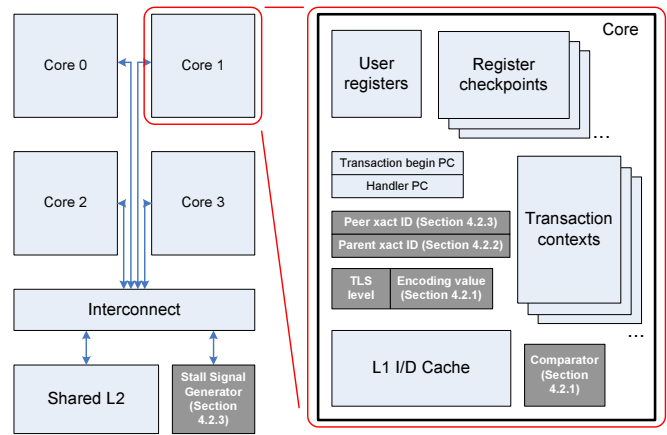 Core 0
Core 1
Core 2
Core 3
Interconnect
Shared L2
Stall Signal
Generator
(Section
4.2.3)
Core
User
registers
Register
checkpoints
...
Transaction begin PC
Handler PC
Peer xact ID (Section 4.2.3)
Parent xact ID (Section 4.2.2)
TLS
level
Encoding value
(Section 4.2.1)
Transaction
contexts
...
L1 I/D Cache
Comparator
(Section
4.2.1)